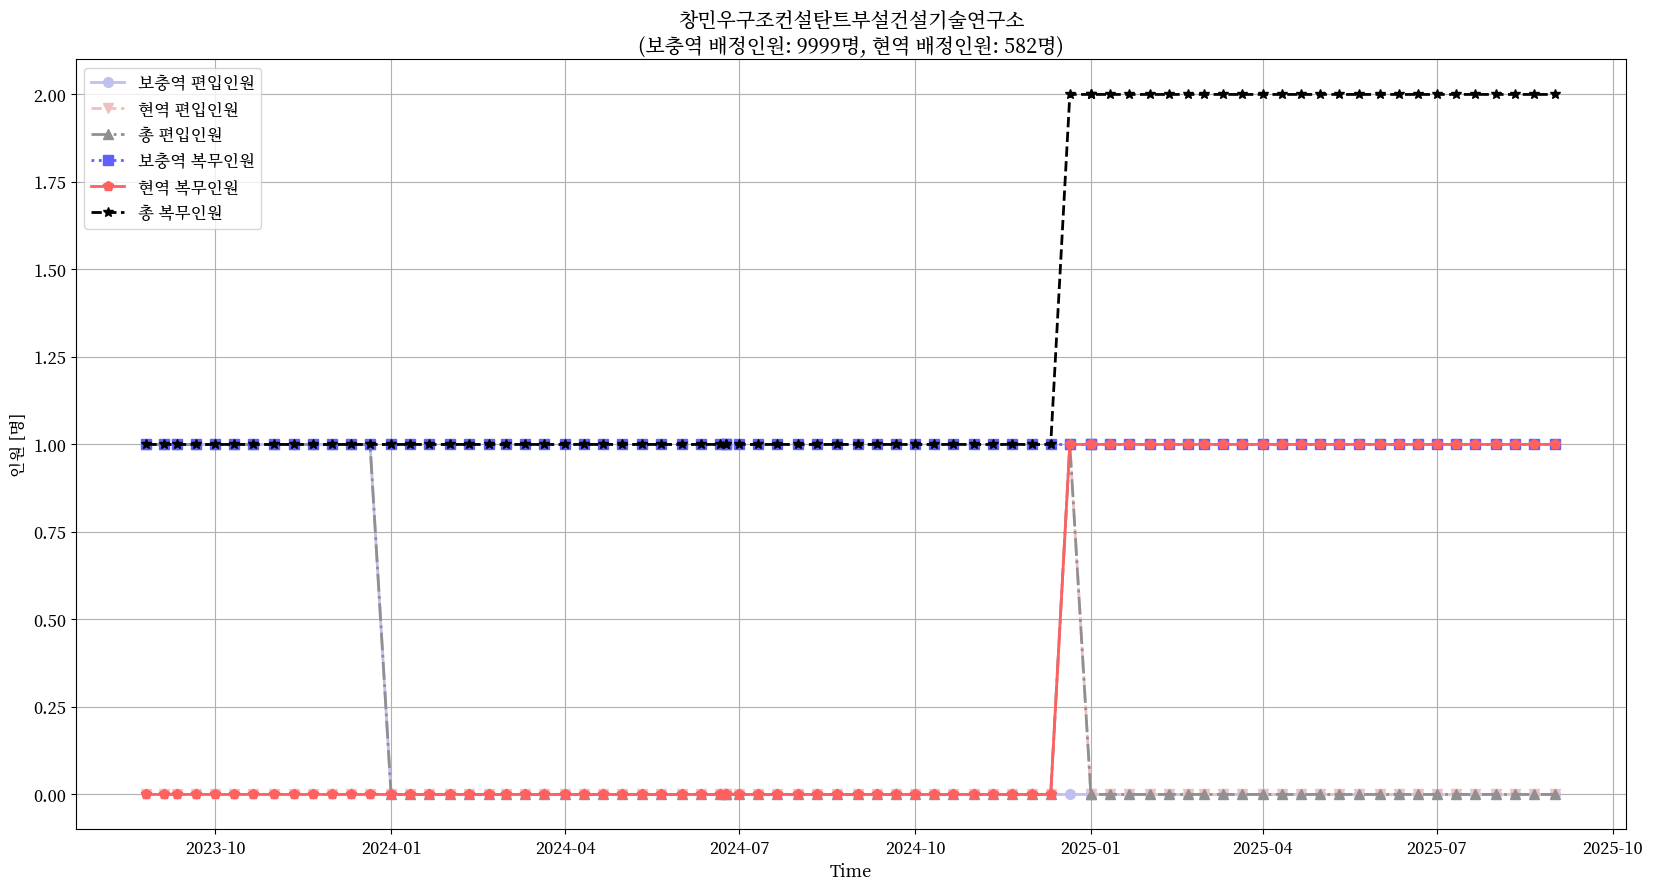 창민우구조컨설탄트부설건설기술연구소
(보충역 배정인원: 9999명, 현역 배정인원: 582명)
보충역 편입인원
현역 편입인원
총 편입인원
보충역 복무인원
현역 복무인원
총 복무인원
2.00
1.75
1.50
1.25
1.00
0.75
0.50
0.25
0.00
인원 [명]
2023-10
2024-01
2024-04
2024-07
2024-10
2025-01
2025-04
2025-07
2025-10
Time